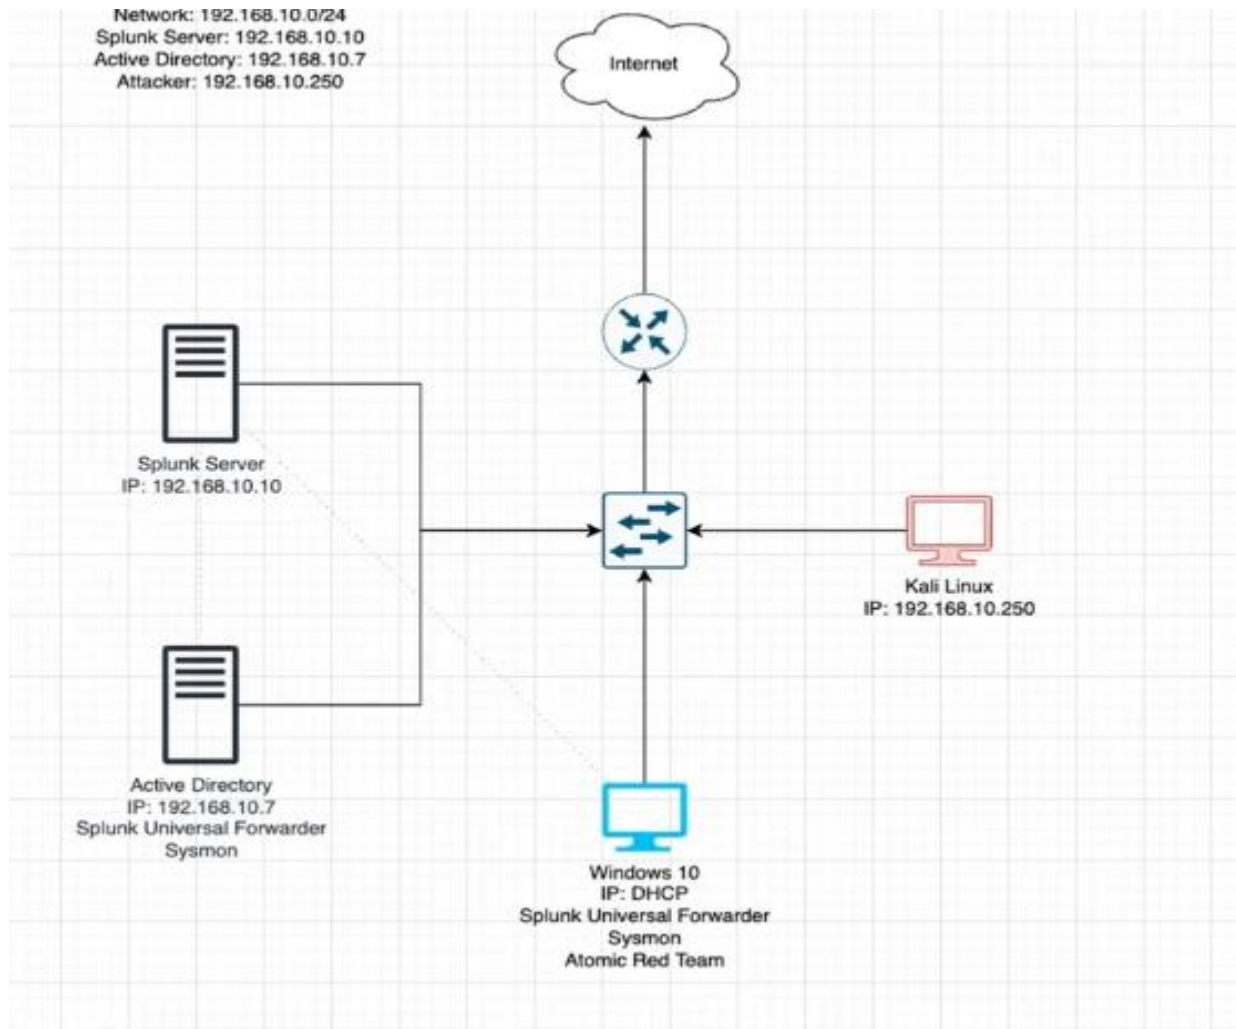 Network: 192.168.10.0/24
Splunk Server: 192.168.10.10
Active Directory: 192.168.10.7
Attacker: 192.168.10.250
Internet
Splunk Server
IP: 192.168.10.10
Kali Linux
IP: 192.168.10.250
Active Directory
IP: 192.168.10.7
Splunk Universal Forwarder
Sysmon
Windows 10
IP: DHCP
Splunk Universal Forwarder
Sysmon
Atomic Red Team